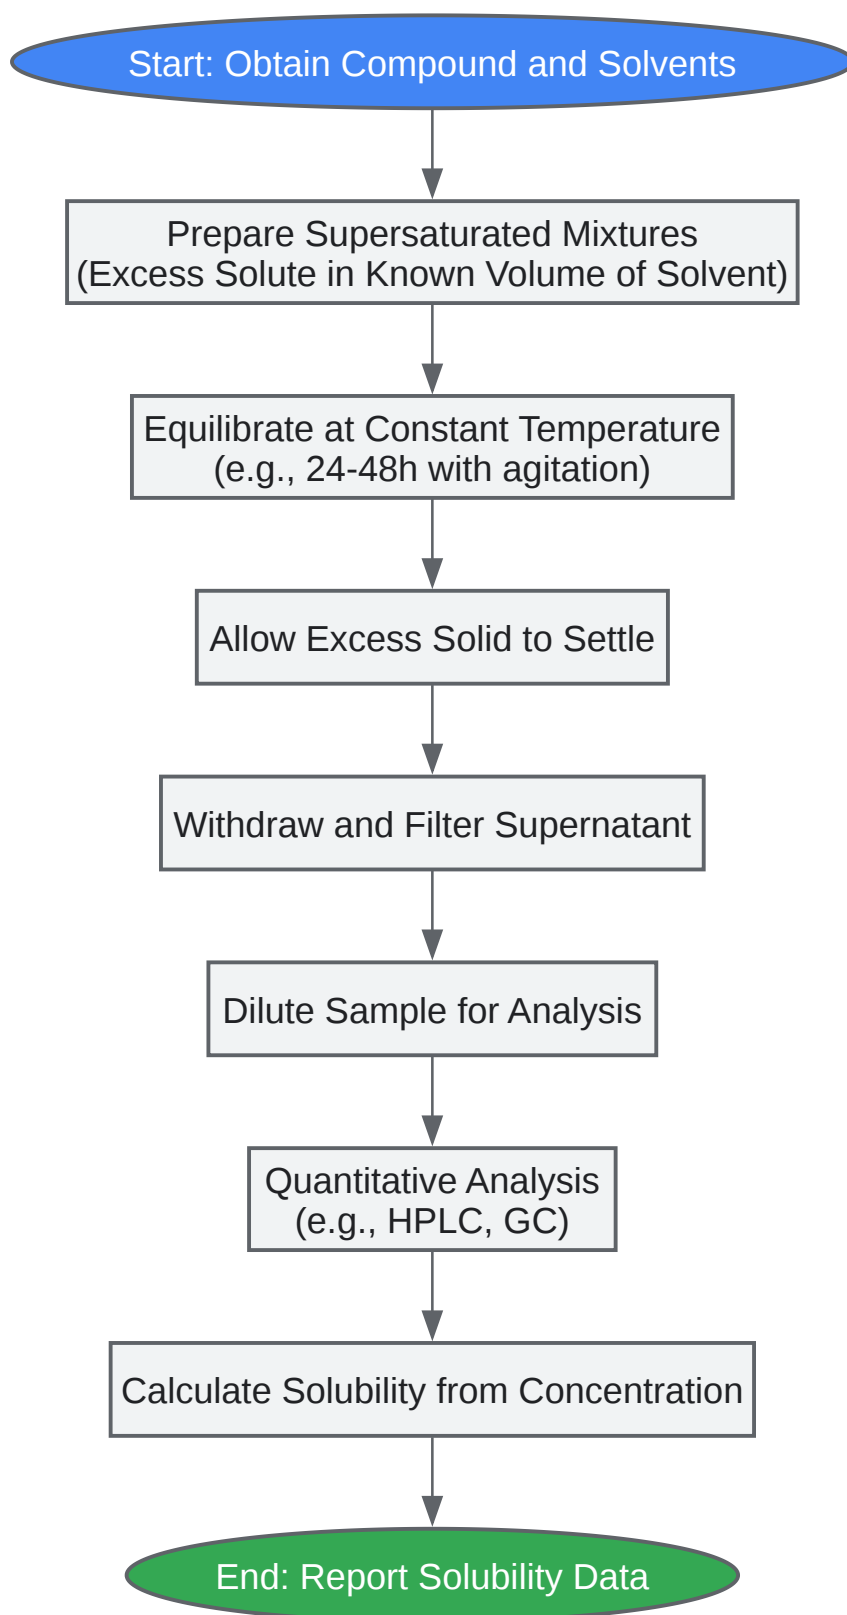 Start: Obtain Compound and Solvents
Prepare Supersaturated Mixtures
(Excess Solute in Known Volume of Solvent)
Equilibrate at Constant Temperature
(e.g., 24-48h with agitation)
Allow Excess Solid to Settle
Withdraw and Filter Supernatant
Dilute Sample for Analysis
Quantitative Analysis
(e.g., HPLC, GC)
Calculate Solubility from Concentration
End: Report Solubility Data